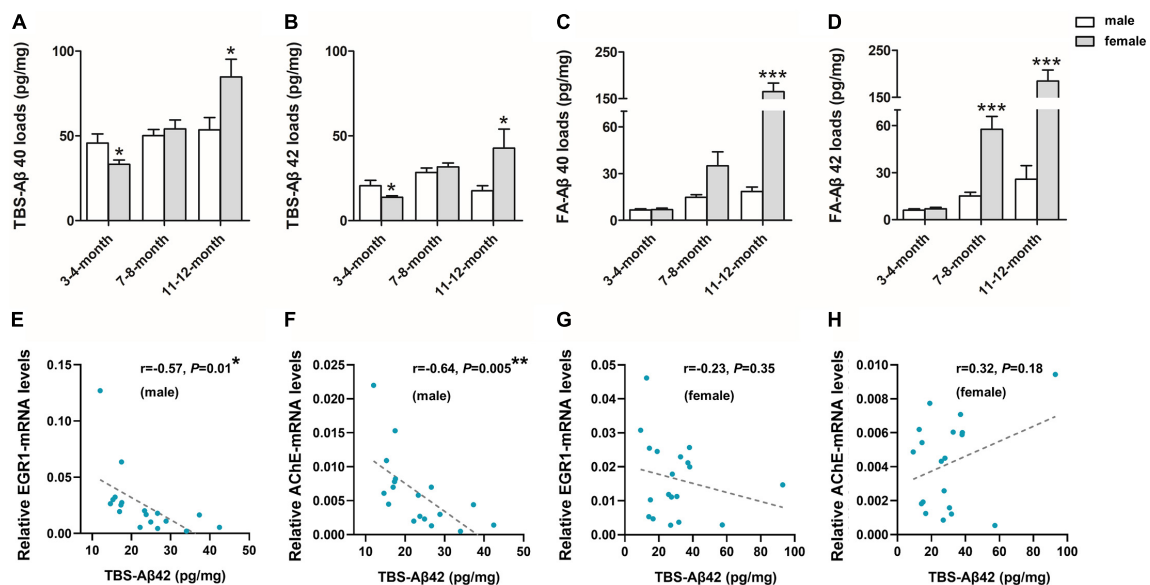 A
TBS-Aβ 40 loads (pg/mg)
100
50
0
*
*
3-4-month
7-8-month
11-12-month
B
TBS-Aβ 42 loads (pg/mg)
100
50
0
*
*
3-4-month
7-8-month
11-12-month
C
FA-Aβ 40 loads (pg/mg)
250
150
60
30
0
***
3-4-month
7-8-month
11-12-month
D
FA-Aβ 42 loads (pg/mg)
250
150
60
30
0
***
***
3-4-month
7-8-month
11-12-month
male
female
E
Relative EGR1-mRNA levels
0.15
0.10
0.05
0.00
r=-0.57, P=0.01*
(male)
10 20 30 40 50
TBS-Aβ42 (pg/mg)
F
Relative AChE-mRNA levels
0.025
0.020
0.015
0.010
0.005
0.000
r=-0.64, P=0.005**
(male)
10 20 30 40 50
TBS-Aβ42 (pg/mg)
G
Relative EGR1-mRNA levels
0.05
0.04
0.03
0.02
0.01
0.00
r=-0.23, P=0.35
(female)
0 20 40 60 80 100
TBS-Aβ42 (pg/mg)
H
Relative AChE-mRNA levels
0.010
0.008
0.006
0.004
0.002
0.000
r=0.32, P=0.18
(female)
0 20 40 60 80 100
TBS-Aβ42 (pg/mg)